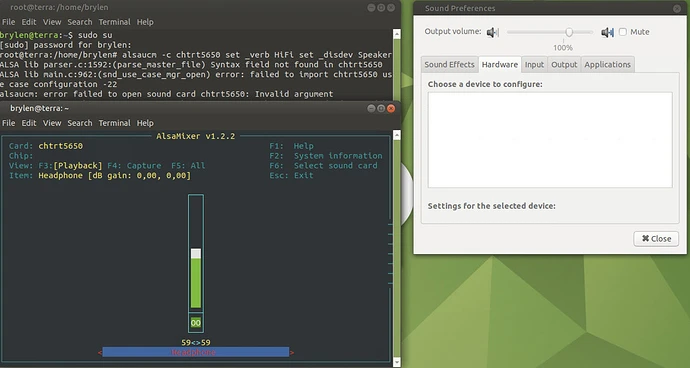 root@terra: /home/brylen
File Edit View Search Terminal Help
brylen@terra:~$ sudo su
[sudo] password for brylen:
root@terra:/home/brylen# alsaucm -c chtrt5650 set _verb HiFi set _disdev Speaker
ALSA lib parser.c:1592:(parse_master_file) Syntax field not found in chtrt5650
ALSA lib main.c:962:(snd_use_case_mgr_open) error: failed to import chtrt5650 us
e case configuration -22
alsaucm: error failed to open sound card chtrt5650: Invalid argument
brylen@terra: ~
File Edit View Search Terminal Help
AlsaMixer v1.2.2
Card: chtrt5650
F1: Help
Chip:
F2: System information
View: F3:[Playback] F4: Capture F5: All
F6: Select sound card
Item: Headphone [dB gain: 0,00, 0,00]
Esc: Exit
OO
59<>59
< Headphone >
Sound Preferences
Output volume:
100%
Mute
Sound Effects Hardware Input Output Applications
Choose a device to configure:
Settings for the selected device:
Close